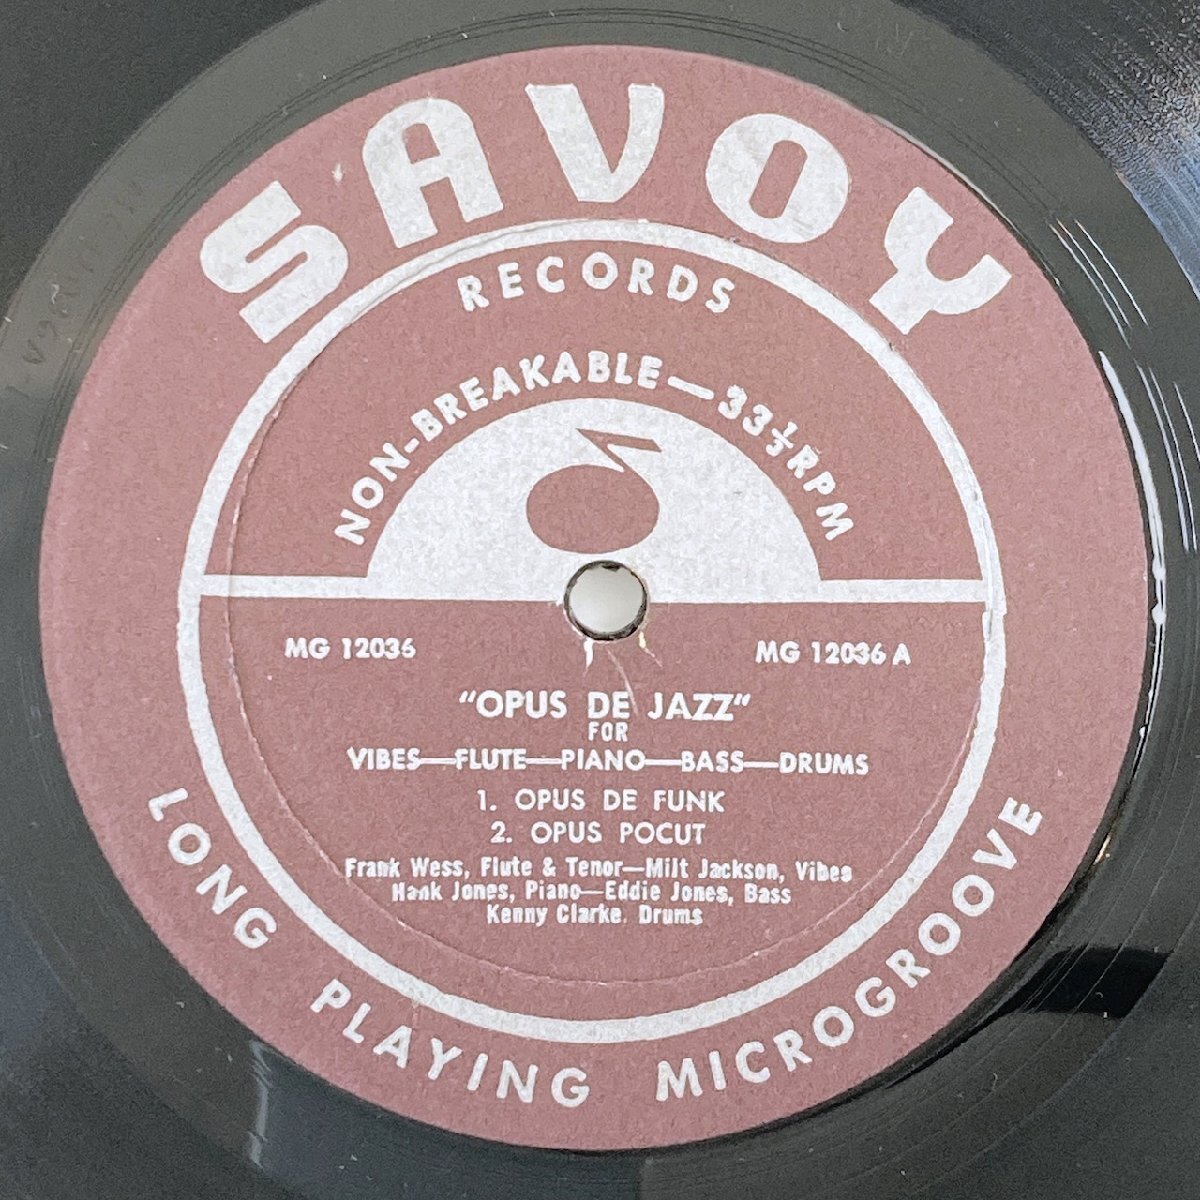 SAVOY
RECORDS
NON-BREAKABLE—33⅓RPM
MG 12036
MG 12036 A
"OPUS DE JAZZ"
FOR
VIBES—FLUTE—PIANO—BASS—DRUMS
1. OPUS DE FUNK
2. OPUS POCUT
Frank Wess, Flute & Tenor—Milt Jackson, Vibes
Hank Jones, Piano—Eddie Jones, Bass
Kenny Clarke. Drums
LONG PLAYING MICROGROOVE